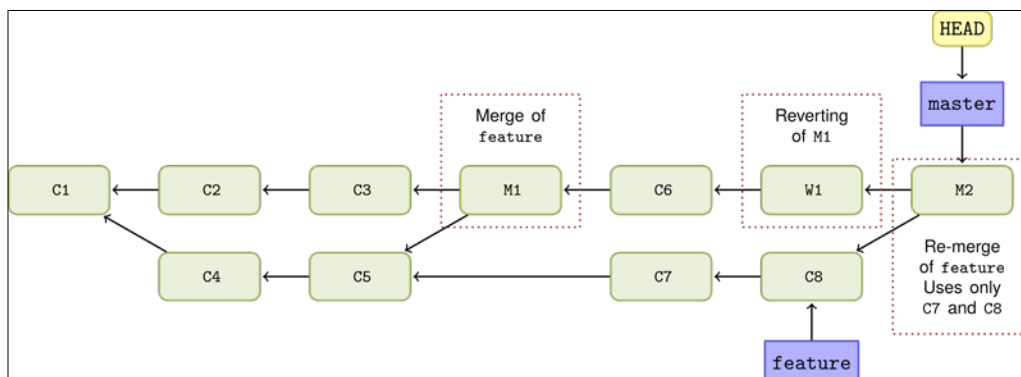 HEAD
master
Merge of
feature
Reverting
of M1
C1
C2
C3
M1
C6
W1
M2
C4
C5
C7
C8
Re-merge
of feature
Uses only
C7 and C8
feature